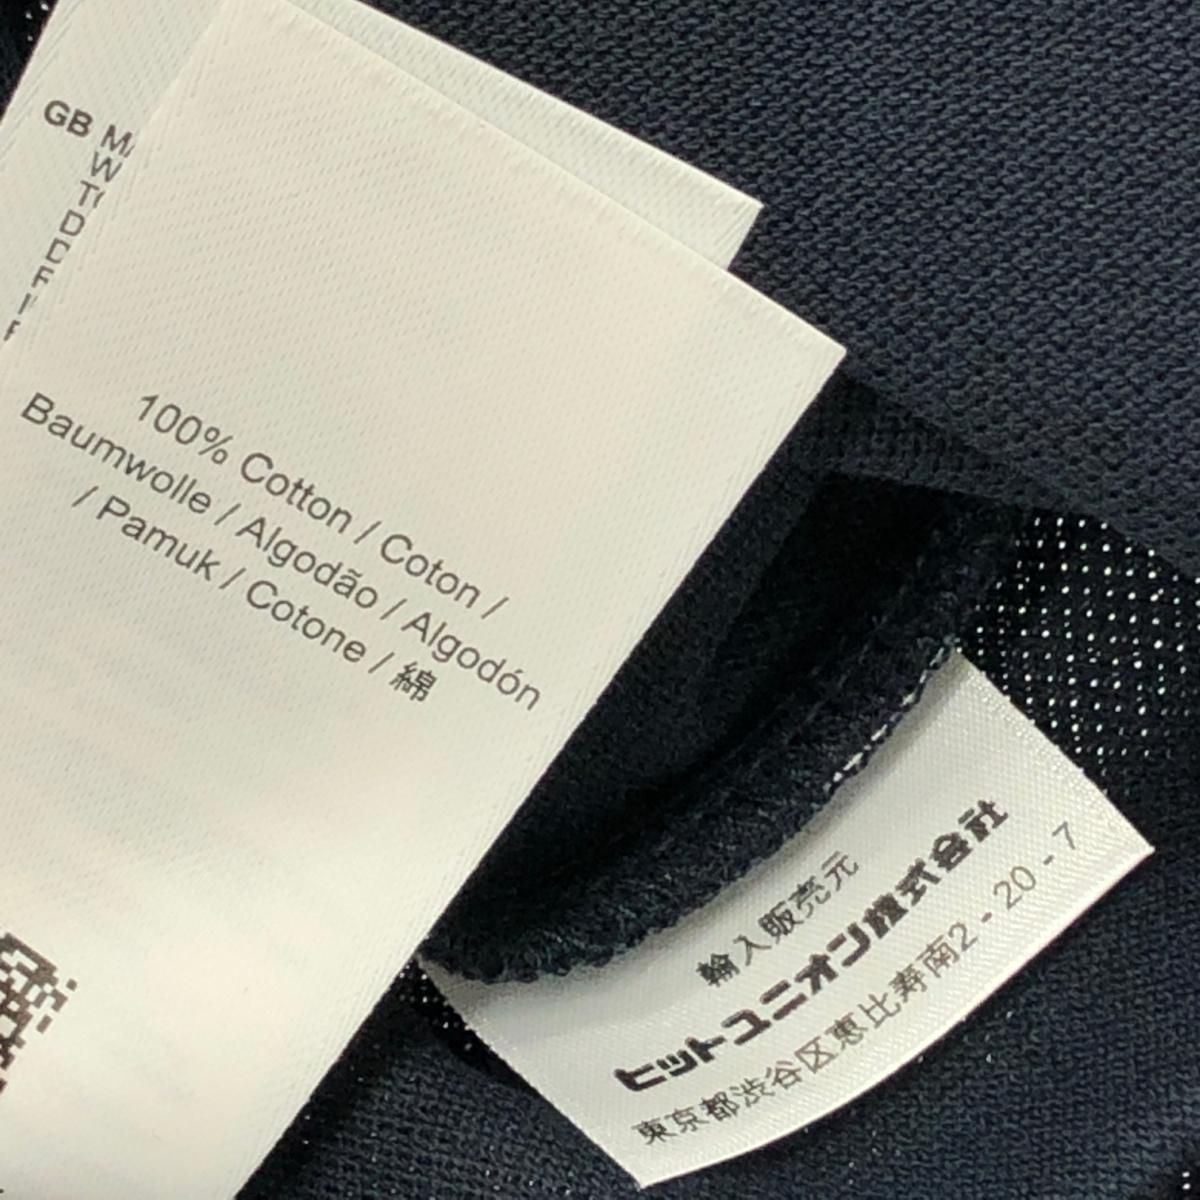 GB
100% Cotton / Coton /
Baumwolle / Algodão / Algodón
/ Pamuk / Cotone / 綿
輸入販売元
ヒットユニオン株式会社
東京都渋谷区恵比寿南2-20-7